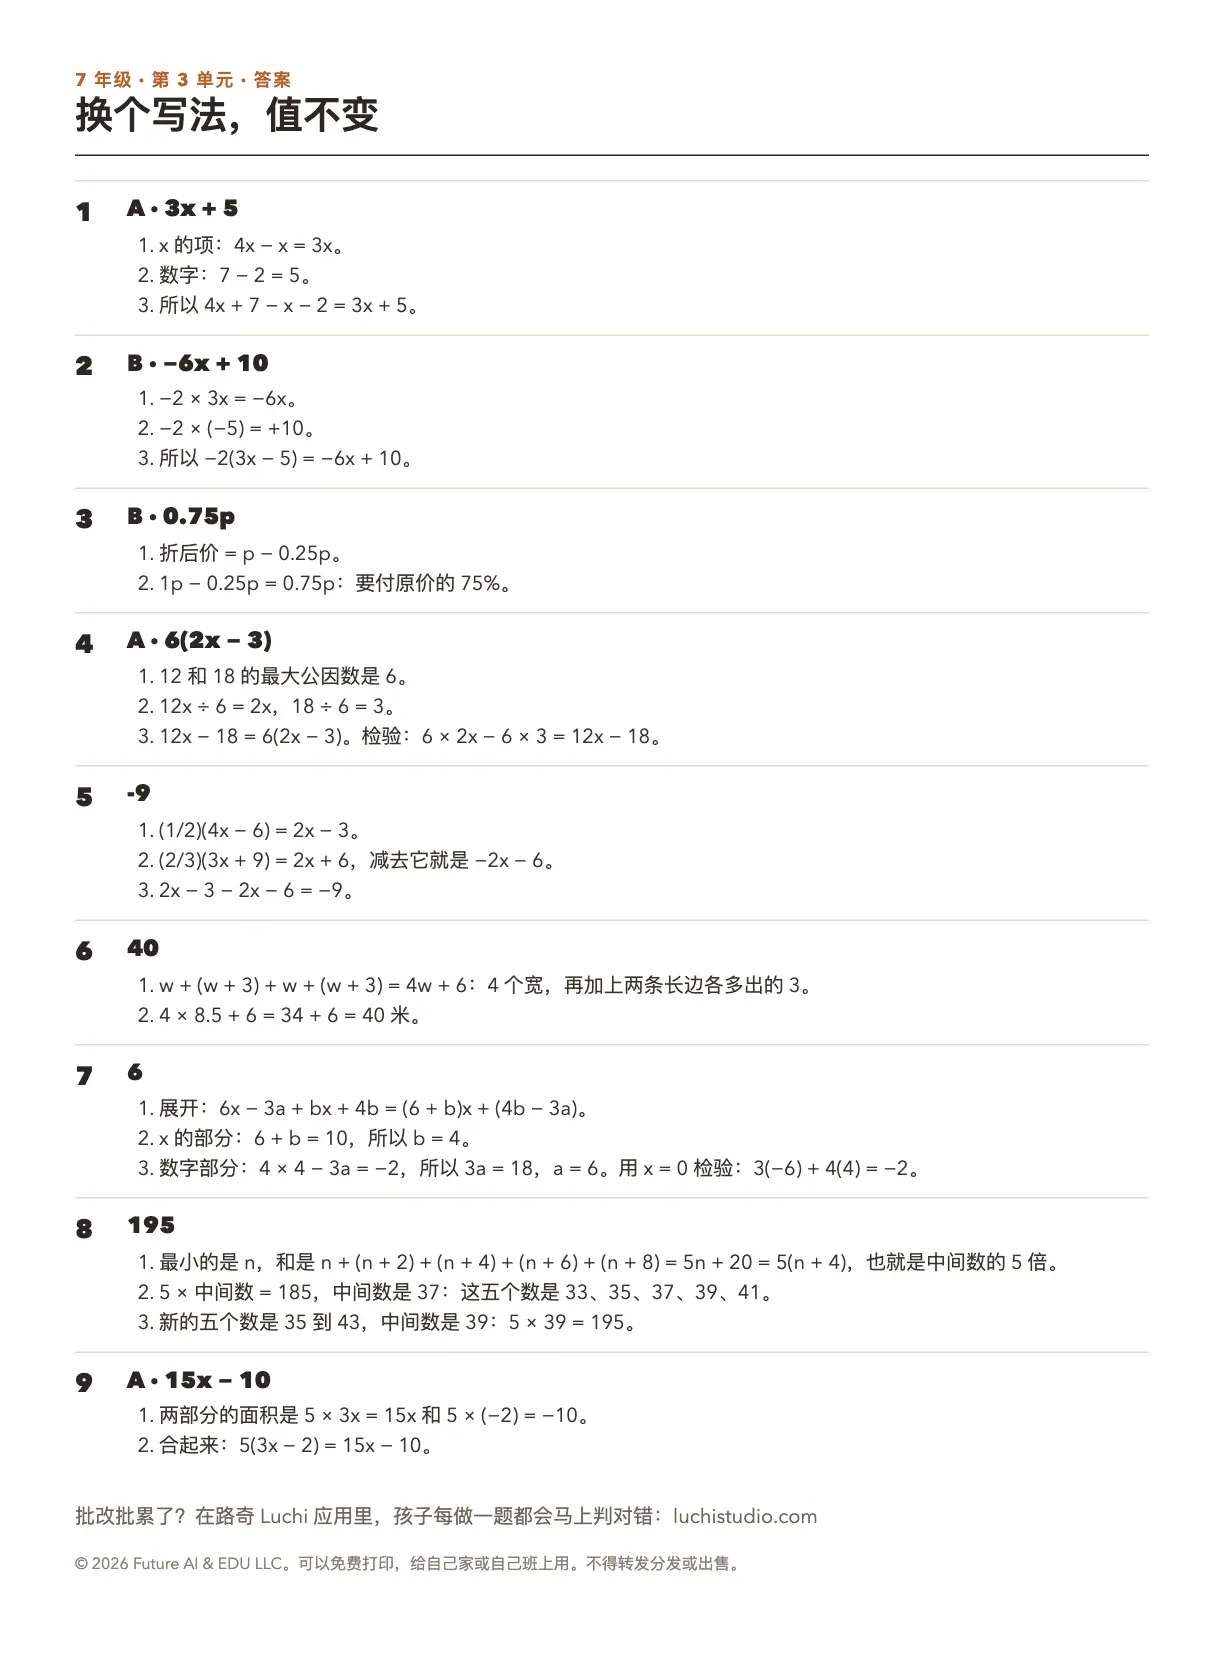 7 年级 · 第 3 单元 · 答案
换个写法，值不变
1
A · 3x + 5
1. x 的项：4x − x = 3x。
2. 数字：7 − 2 = 5。
3. 所以 4x + 7 − x − 2 = 3x + 5。
2
B · −6x + 10
1. −2 × 3x = −6x。
2. −2 × (−5) = +10。
3. 所以 −2(3x − 5) = −6x + 10。
3
B · 0.75p
1. 折后价 = p − 0.25p。
2. 1p − 0.25p = 0.75p：要付原价的 75%。
4
A · 6(2x − 3)
1. 12 和 18 的最大公因数是 6。
2. 12x ÷ 6 = 2x，18 ÷ 6 = 3。
3. 12x − 18 = 6(2x − 3)。检验：6 × 2x − 6 × 3 = 12x − 18。
5
-9
1. (1/2)(4x − 6) = 2x − 3。
2. (2/3)(3x + 9) = 2x + 6，减去它就是 −2x − 6。
3. 2x − 3 − 2x − 6 = −9。
6
40
1. w + (w + 3) + w + (w + 3) = 4w + 6：4 个宽，再加上两条长边各多出的 3。
2. 4 × 8.5 + 6 = 34 + 6 = 40 米。
7
6
1. 展开：6x − 3a + bx + 4b = (6 + b)x + (4b − 3a)。
2. x 的部分：6 + b = 10，所以 b = 4。
3. 数字部分：4 × 4 − 3a = −2，所以 3a = 18，a = 6。用 x = 0 检验：3(−6) + 4(4) = −2。
8
195
1. 最小的是 n，和是 n + (n + 2) + (n + 4) + (n + 6) + (n + 8) = 5n + 20 = 5(n + 4)，也就是中间数的 5 倍。
2. 5 × 中间数 = 185，中间数是 37：这五个数是 33、35、37、39、41。
3. 新的五个数是 35 到 43，中间数是 39：5 × 39 = 195。
9
A · 15x − 10
1. 两部分的面积是 5 × 3x = 15x 和 5 × (−2) = −10。
2. 合起来：5(3x − 2) = 15x − 10。
批改批累了？在路奇 Luchi 应用里，孩子每做一题都会马上判对错：luchistudio.com
© 2026 Future AI & EDU LLC。可以免费打印，给自己家或自己班上用。不得转发分发或出售。